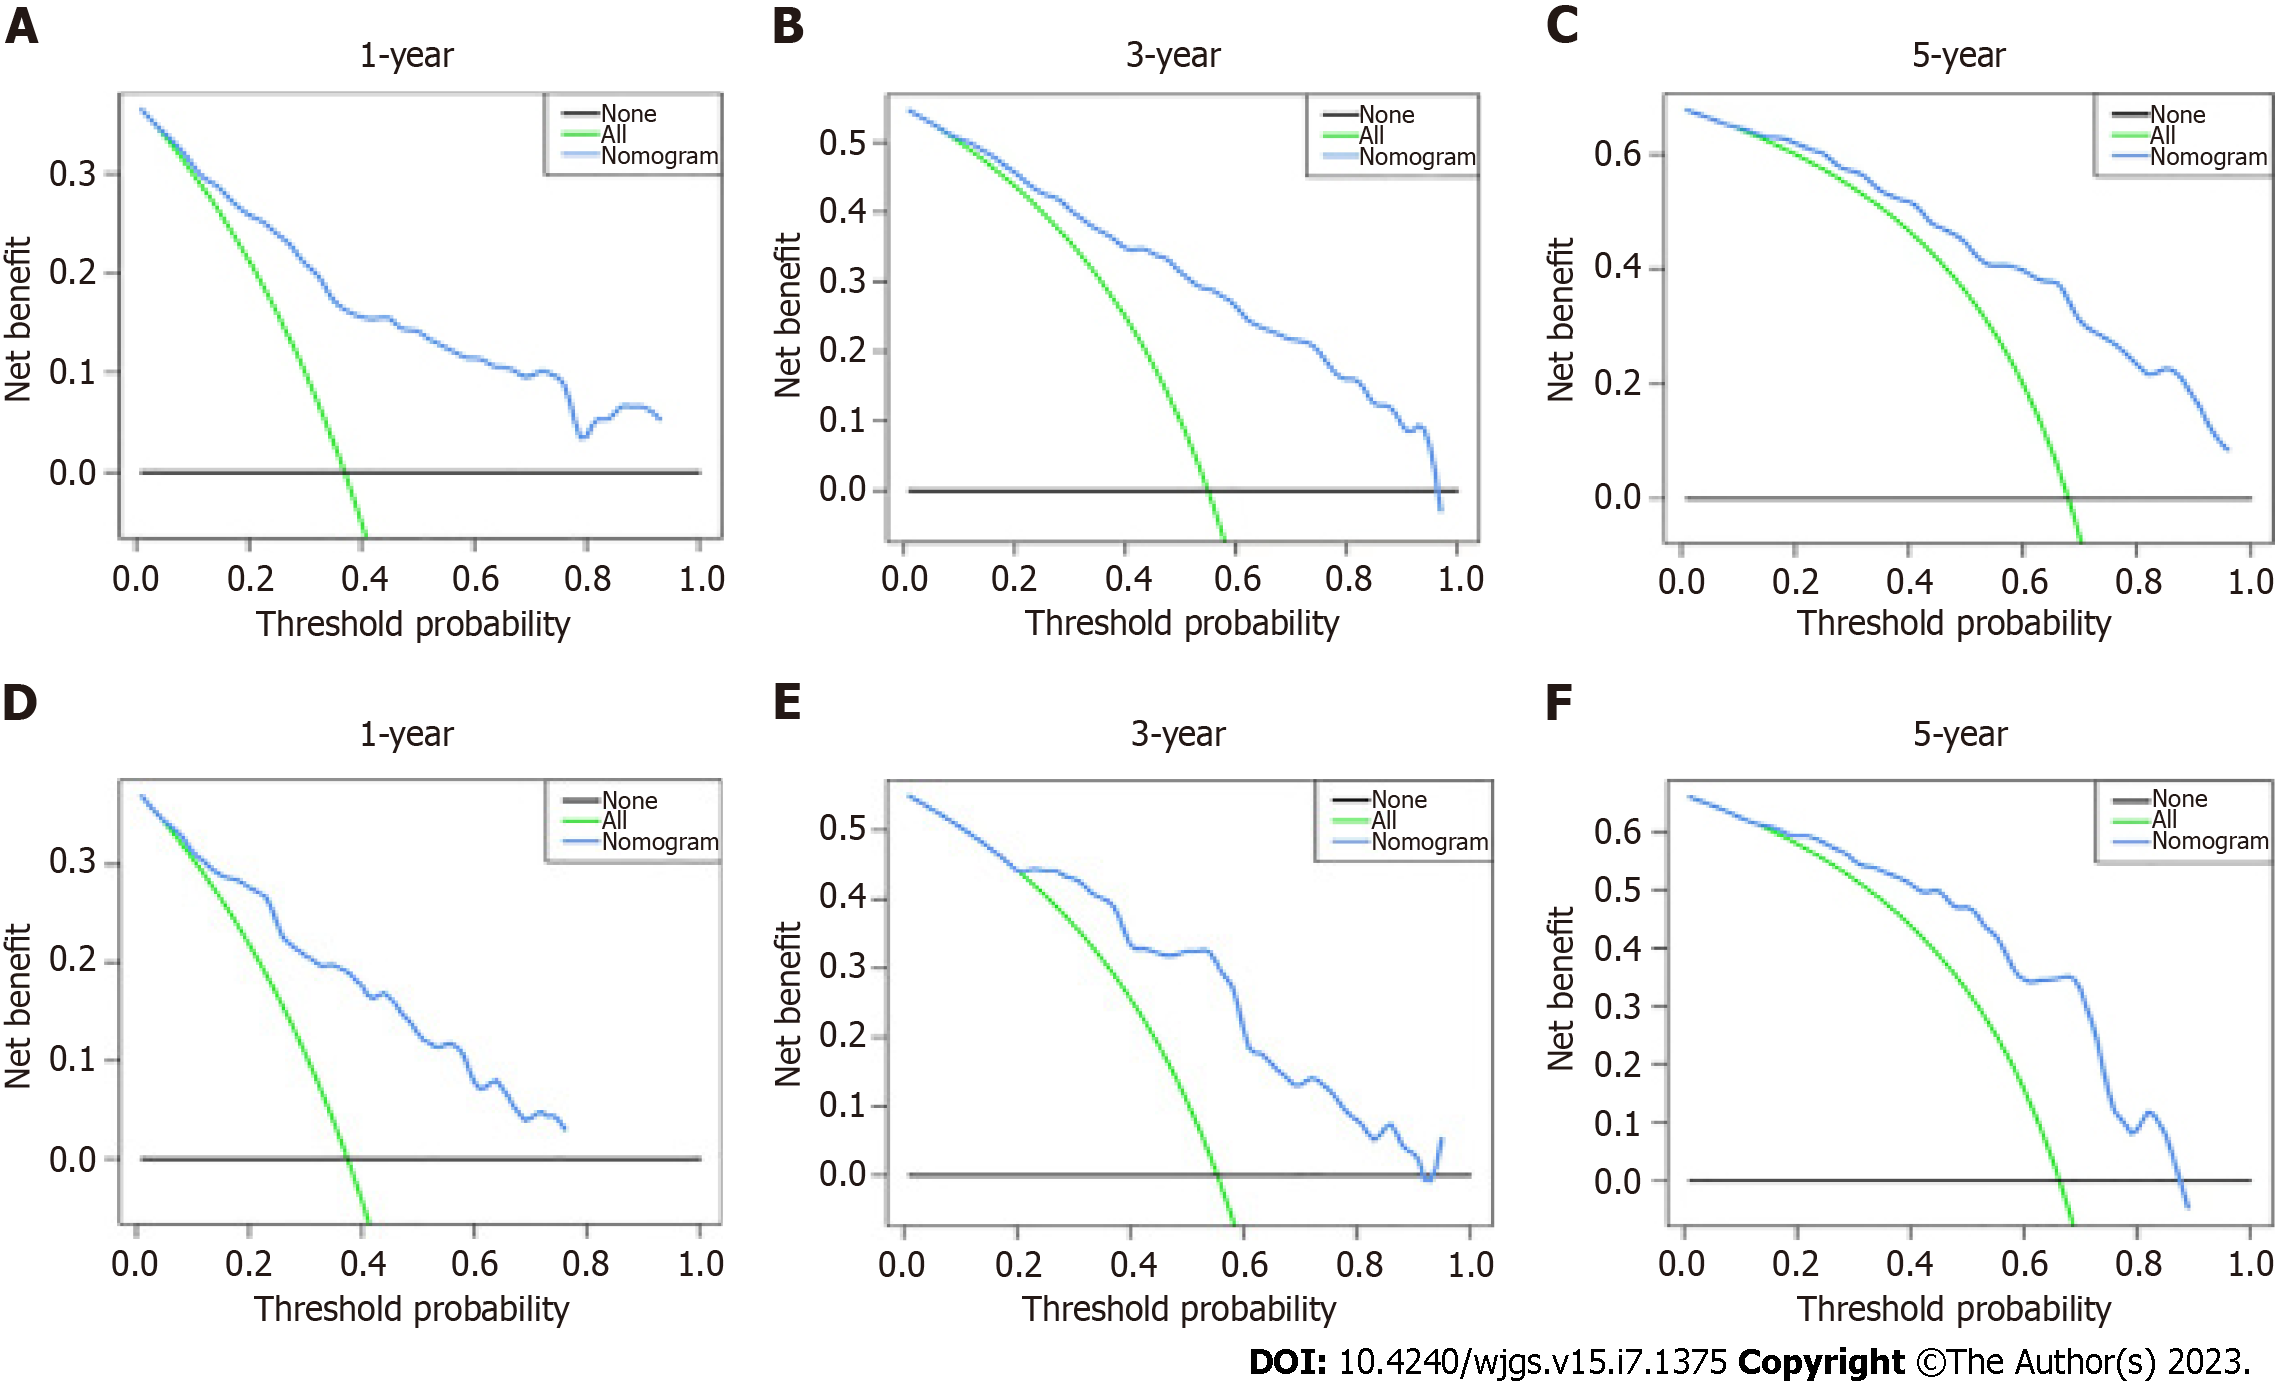 A
1-year
None
All
Nomogram
0.3
0.2
0.1
0.0
Net benefit
0.0 0.2 0.4 0.6 0.8 1.0
Threshold probability
B
3-year
None
All
Nomogram
0.5
0.4
0.3
0.2
0.1
0.0
Net benefit
0.0 0.2 0.4 0.6 0.8 1.0
Threshold probability
C
5-year
None
All
Nomogram
0.6
0.4
0.2
0.0
Net benefit
0.0 0.2 0.4 0.6 0.8 1.0
Threshold probability
D
1-year
None
All
Nomogram
0.3
0.2
0.1
0.0
Net benefit
0.0 0.2 0.4 0.6 0.8 1.0
Threshold probability
E
3-year
None
All
Nomogram
0.5
0.4
0.3
0.2
0.1
0.0
Net benefit
0.0 0.2 0.4 0.6 0.8 1.0
Threshold probability
F
5-year
None
All
Nomogram
0.6
0.5
0.4
0.3
0.2
0.1
0.0
Net benefit
0.0 0.2 0.4 0.6 0.8 1.0
Threshold probability
DOI: 10.4240/wjgs.v15.i7.1375 Copyright ©The Author(s) 2023.